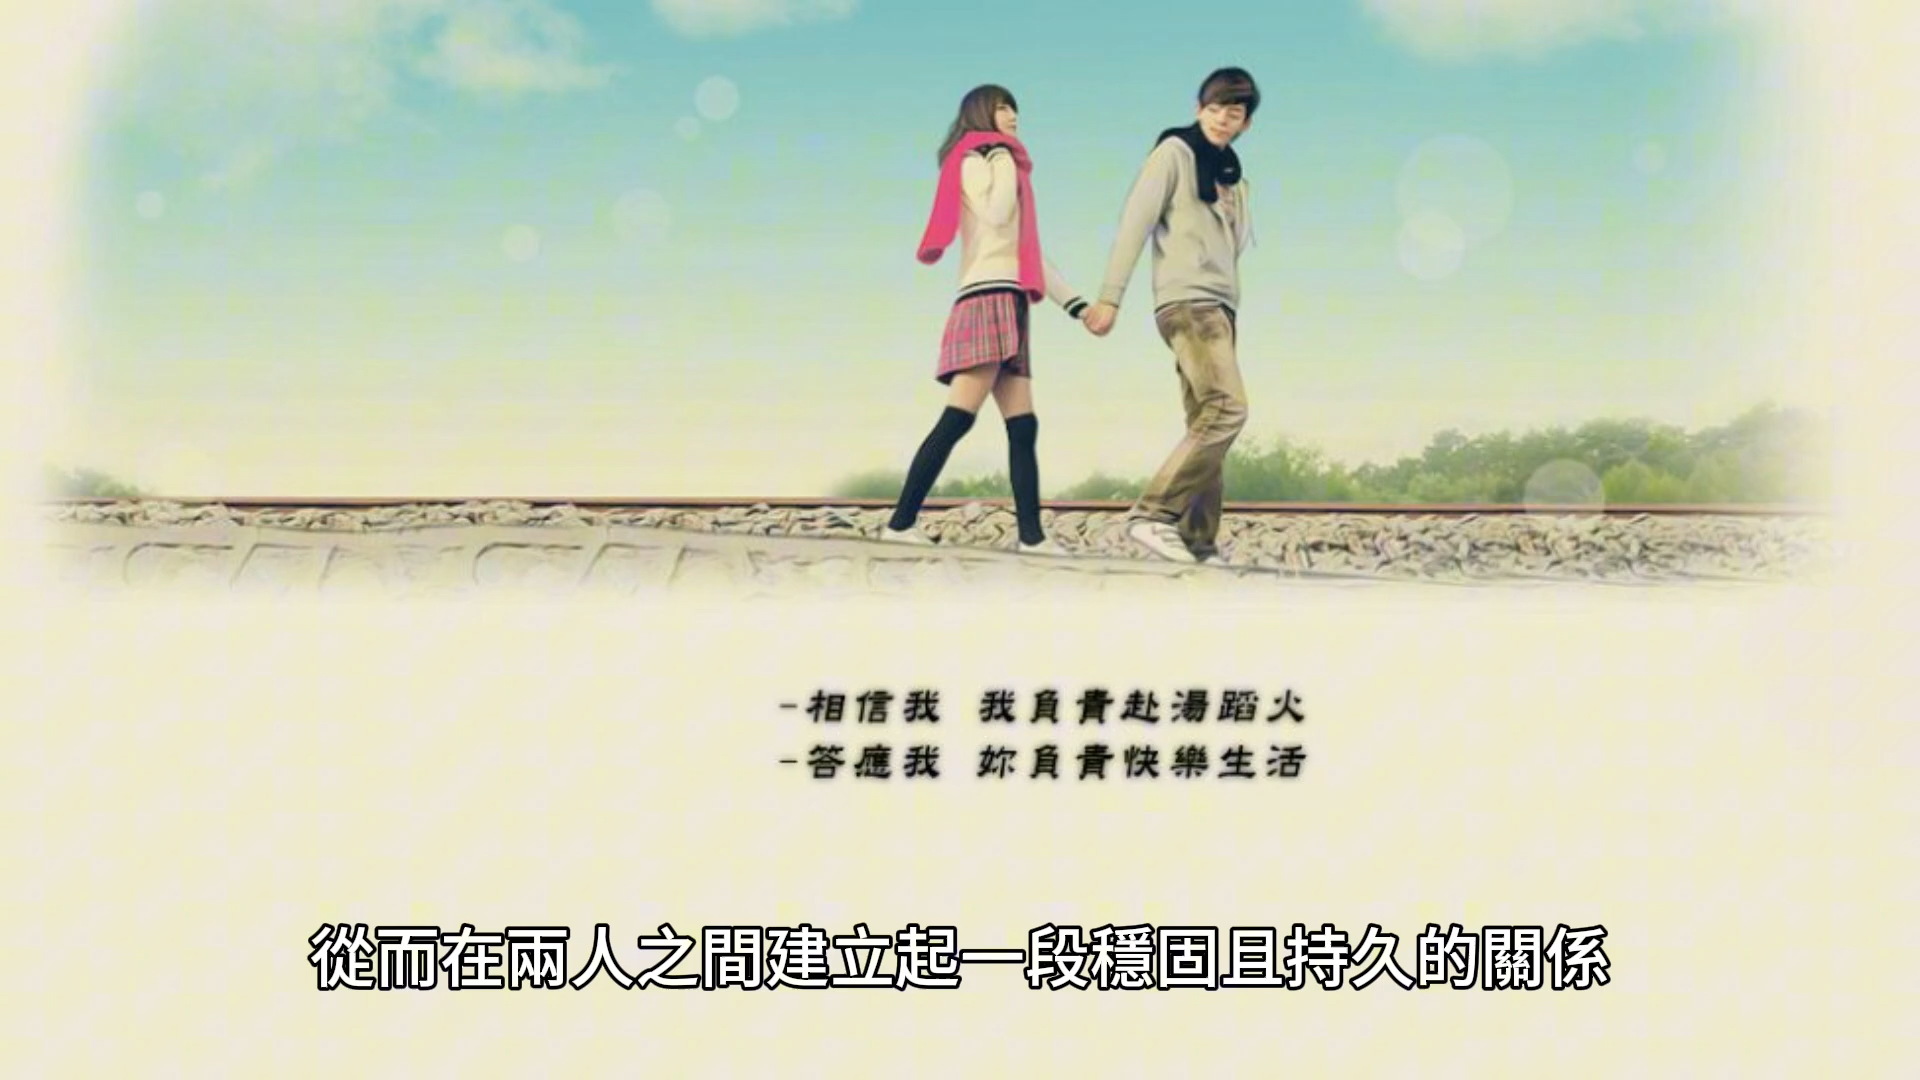 -相信我 我負責赴湯蹈火
-答應我 妳負責快樂生活
從而在兩人之間建立起一段穩固且持久的關係